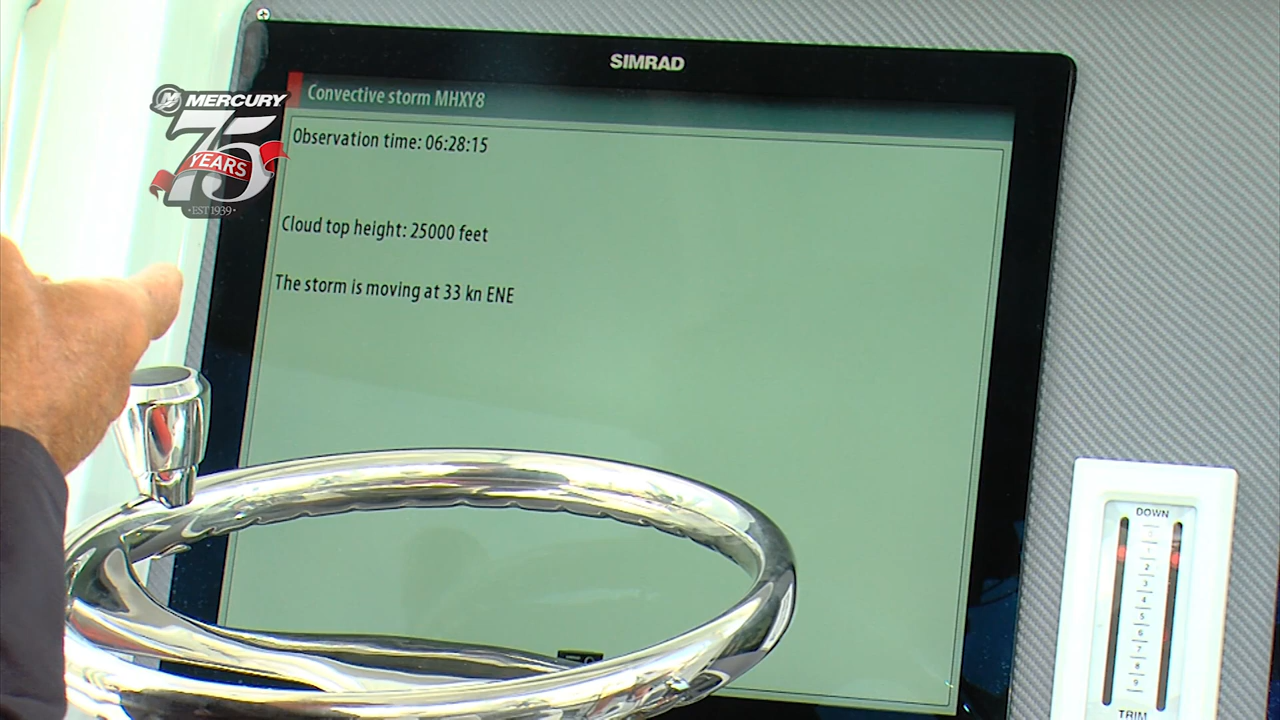 SIMRAD
Convective storm MHXY8
MERCURY
75
YEARS
·EST 1939·
Observation time: 06:28:15
Cloud top height: 25000 feet
The storm is moving at 33 kn ENE
DOWN
1
2
3
4
5
6
7
8
9
TRIM